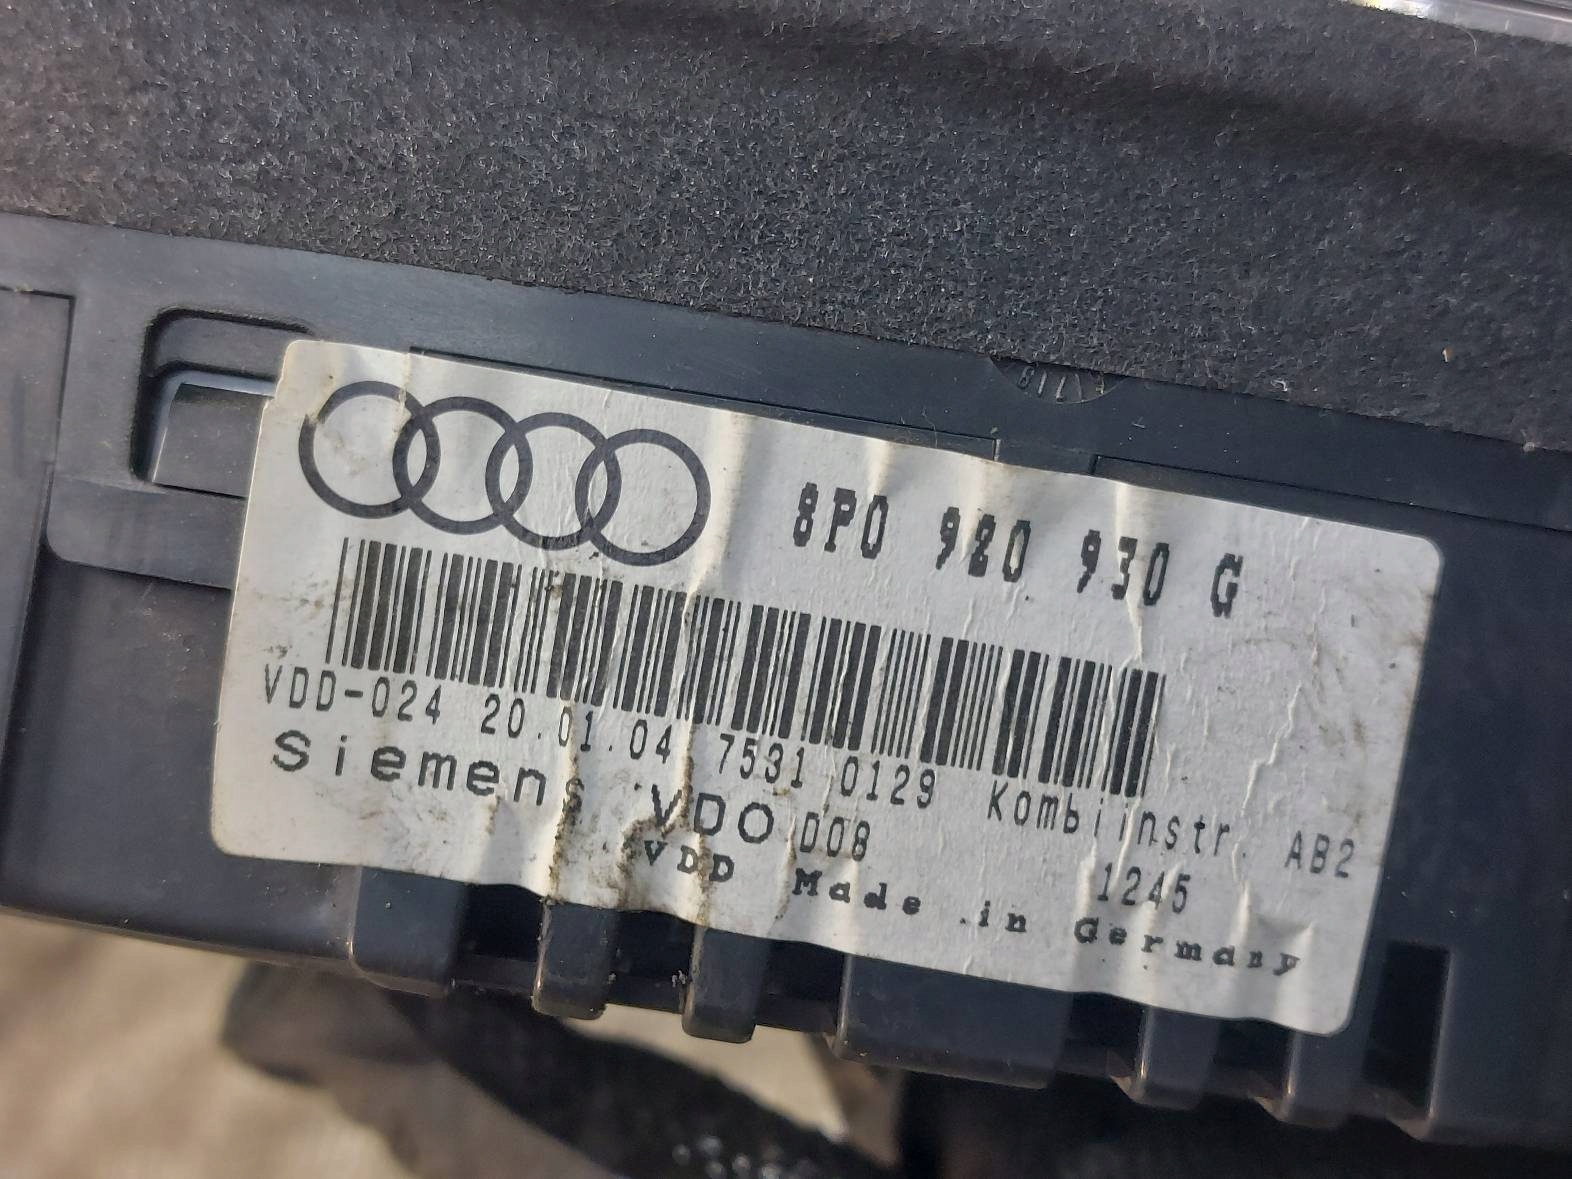 8P0 920 930 G
VDD-024 20.01.04 7531 0129 Kombiinstr. AB2
Siemens VDO D08 1245
VDD Made in Germany